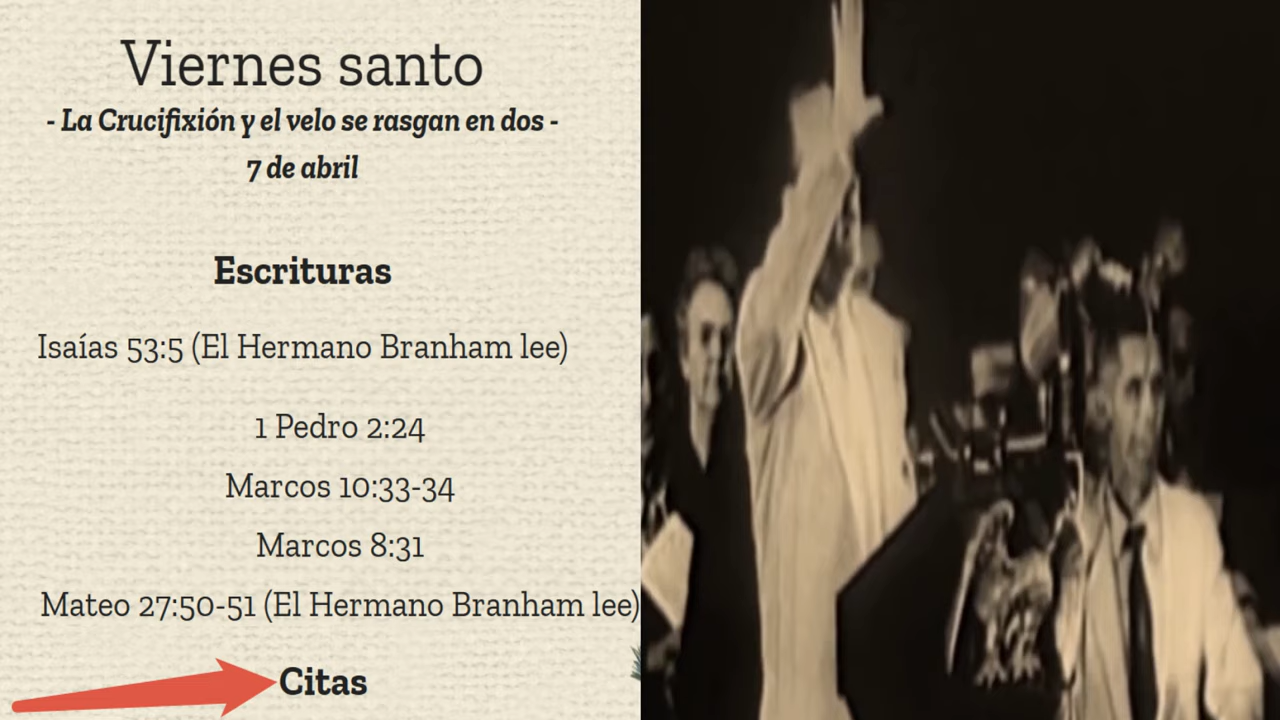 Viernes santo
- La Crucifixión y el velo se rasgan en dos -
7 de abril
Escrituras
Isaías 53:5 (El Hermano Branham lee)
1 Pedro 2:24
Marcos 10:33-34
Marcos 8:31
Mateo 27:50-51 (El Hermano Branham lee)
Citas